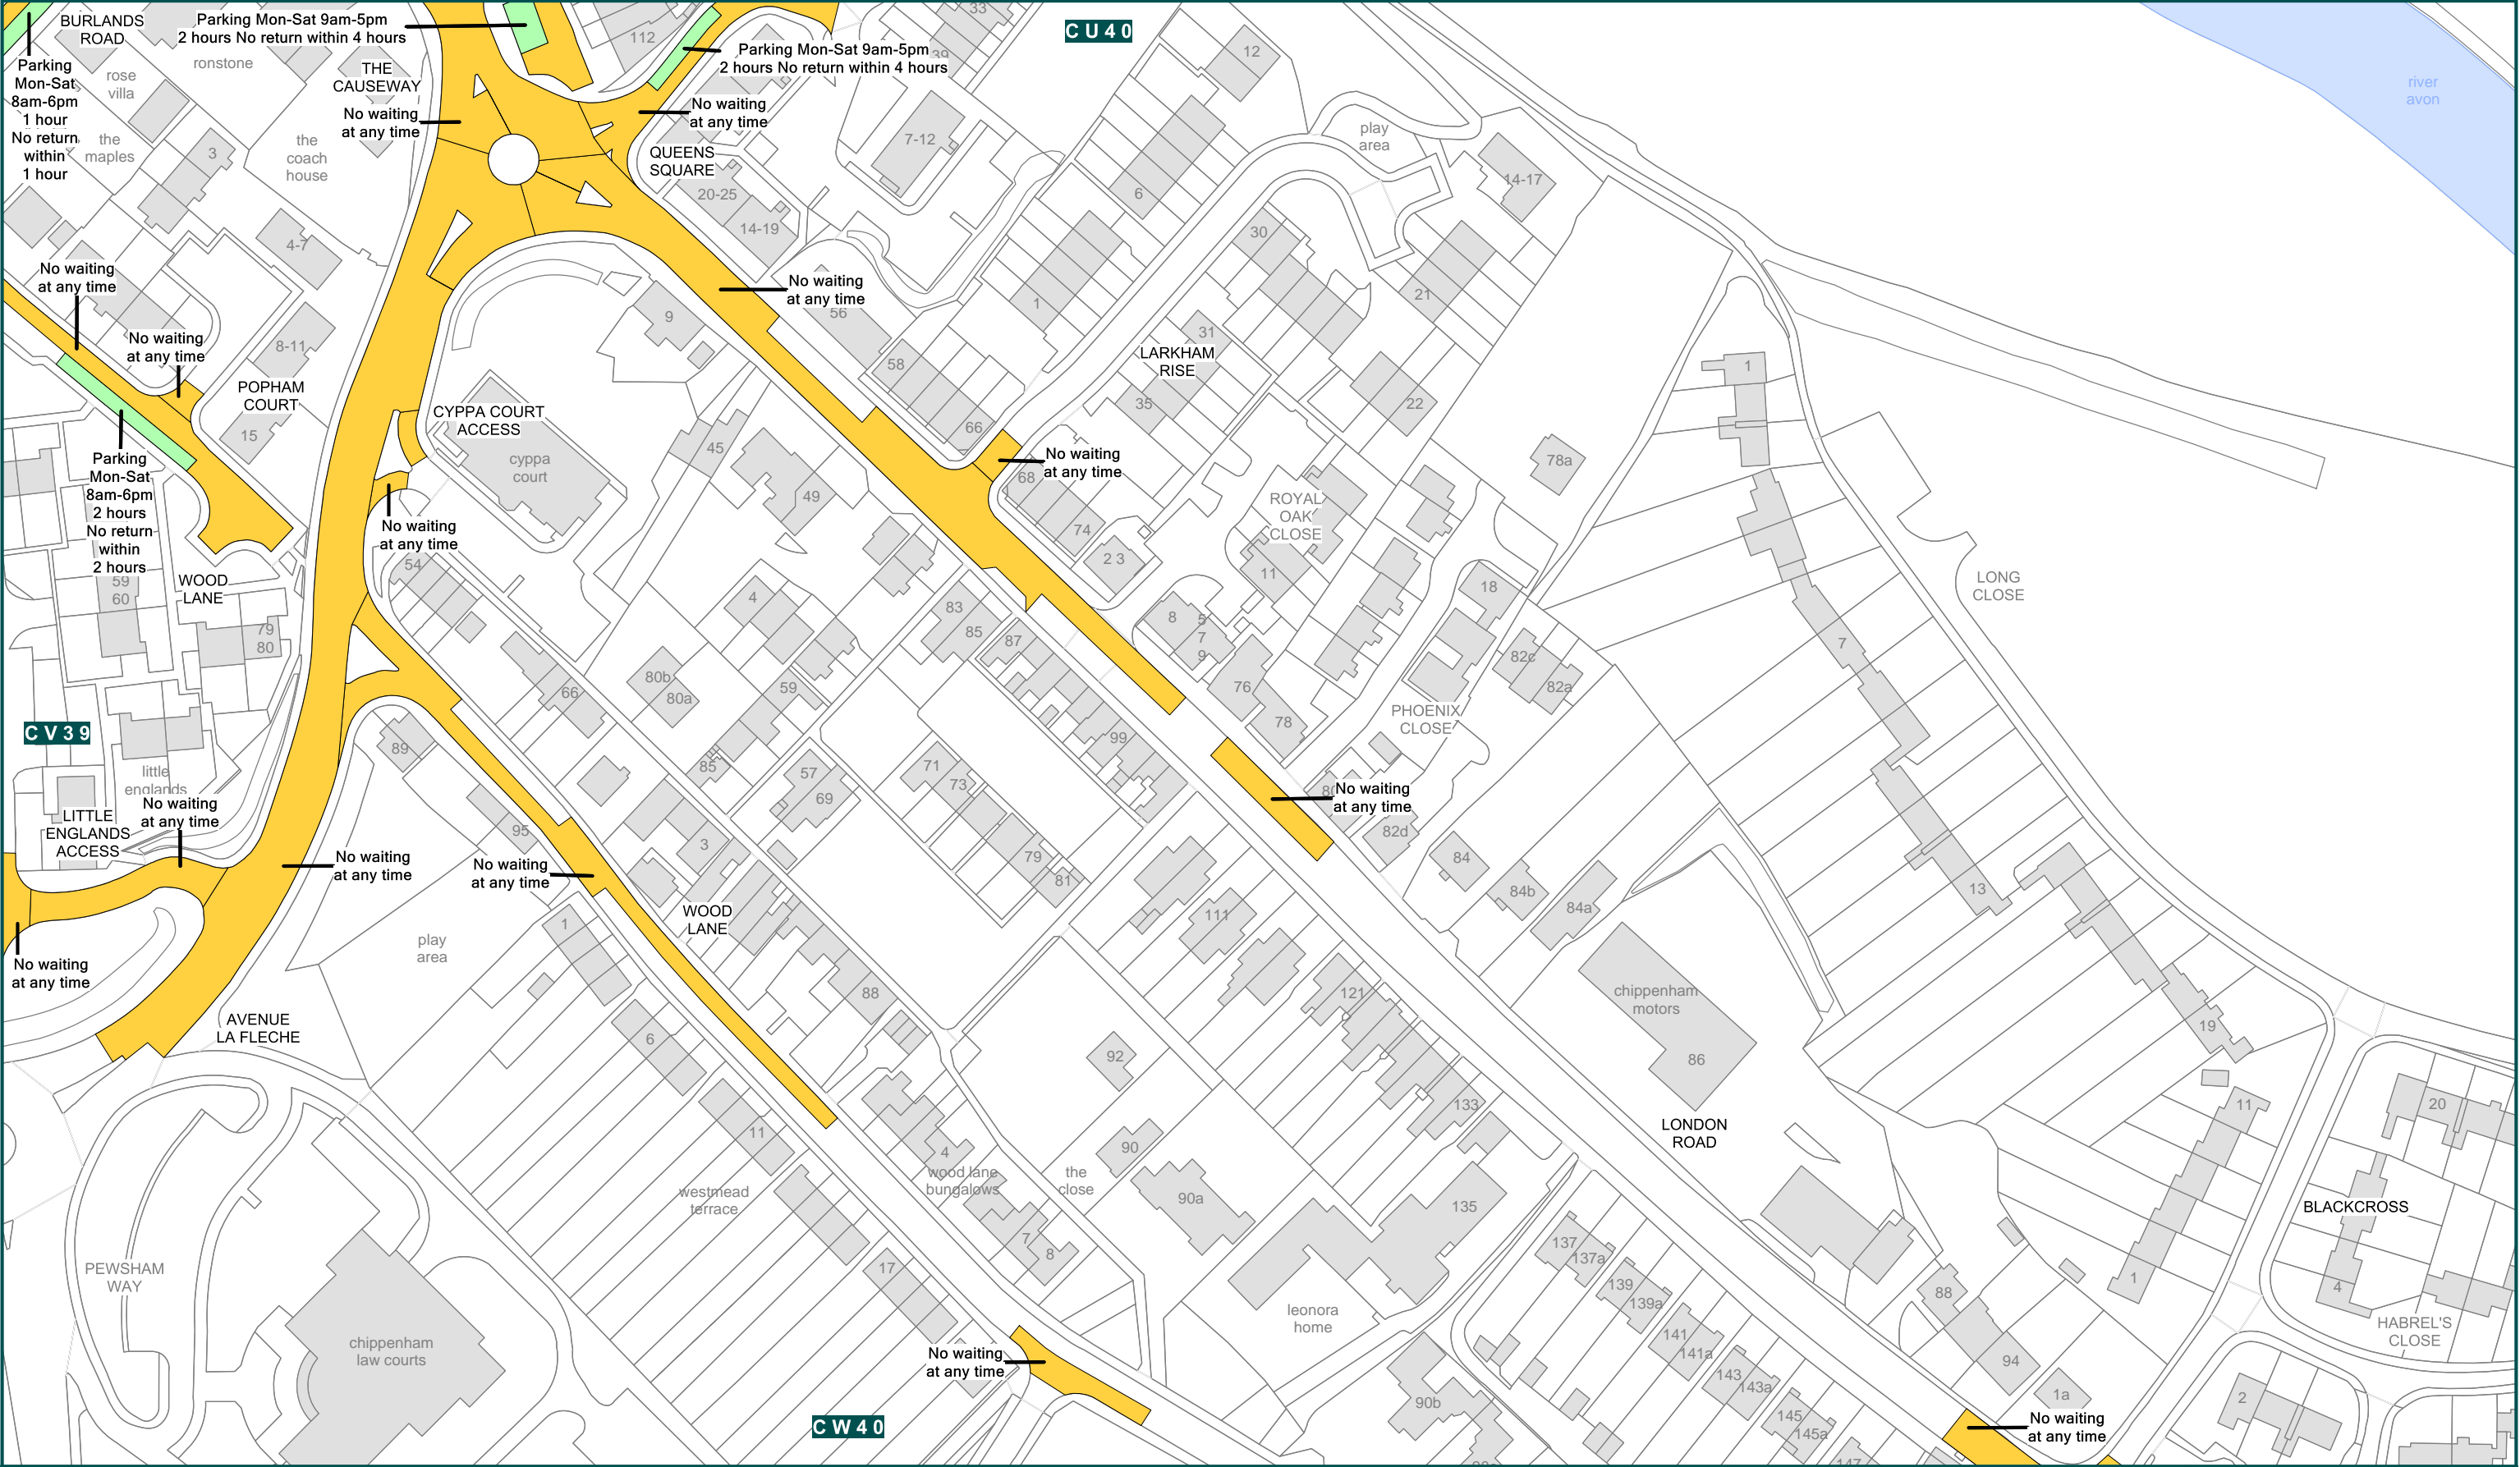 BURLANDS
ROAD
Parking Mon-Sat 9am-5pm
2 hours No return within 4 hours
ronstone
rose
villa
Parking
Mon-Sat
8am-6pm
1 hour
No return
within
1 hour
the
maples
3
the
coach
house
THE
CAUSEWAY
No waiting
at any time
112
Parking Mon-Sat 9am-5pm
2 hours No return within 4 hours
33
39
No waiting
at any time
QUEENS
SQUARE
20-25
14-19
7-12
CU40
12
6
1
play
area
14-17
river
avon
4-7
No waiting
at any time
No waiting
at any time
8-11
POPHAM
COURT
15
9
No waiting
at any time
56
58
66
30
31
LARKHAM
RISE
35
21
22
1
CYPPA COURT
ACCESS
cyppa
court
45
49
No waiting
at any time
68
74
2 3
ROYAL
OAK
CLOSE
11
78a
Parking
Mon-Sat
8am-6pm
2 hours
No return
within
2 hours
59
60
WOOD
LANE
79
80
No waiting
at any time
54
66
4
80b
80a
59
85
83
85
87
99
8
5
7
9
76
78
18
82c
82a
PHOENIX
CLOSE
LONG
CLOSE
7
CV39
little
englands
LITTLE
ENGLANDS
ACCESS
No waiting
at any time
89
95
No waiting
at any time
No waiting
at any time
3
57
69
71
73
79
81
80
No waiting
at any time
82d
84
84b
84a
13
No waiting
at any time
play
area
1
WOOD
LANE
88
111
121
chippenham
motors
86
19
AVENUE
LA FLECHE
6
11
92
90
133
LONDON
ROAD
11
20
4
wood lane
bungalows
the
close
90a
135
westmead
terrace
BLACKCROSS
PEWSHAM
WAY
7
8
17
137
137a
139
139a
88
1
4
leonora
home
141
141a
143
143a
HABREL'S
CLOSE
chippenham
law courts
No waiting
at any time
90b
145
145a
147
94
1a
2
CW40
No waiting
at any time